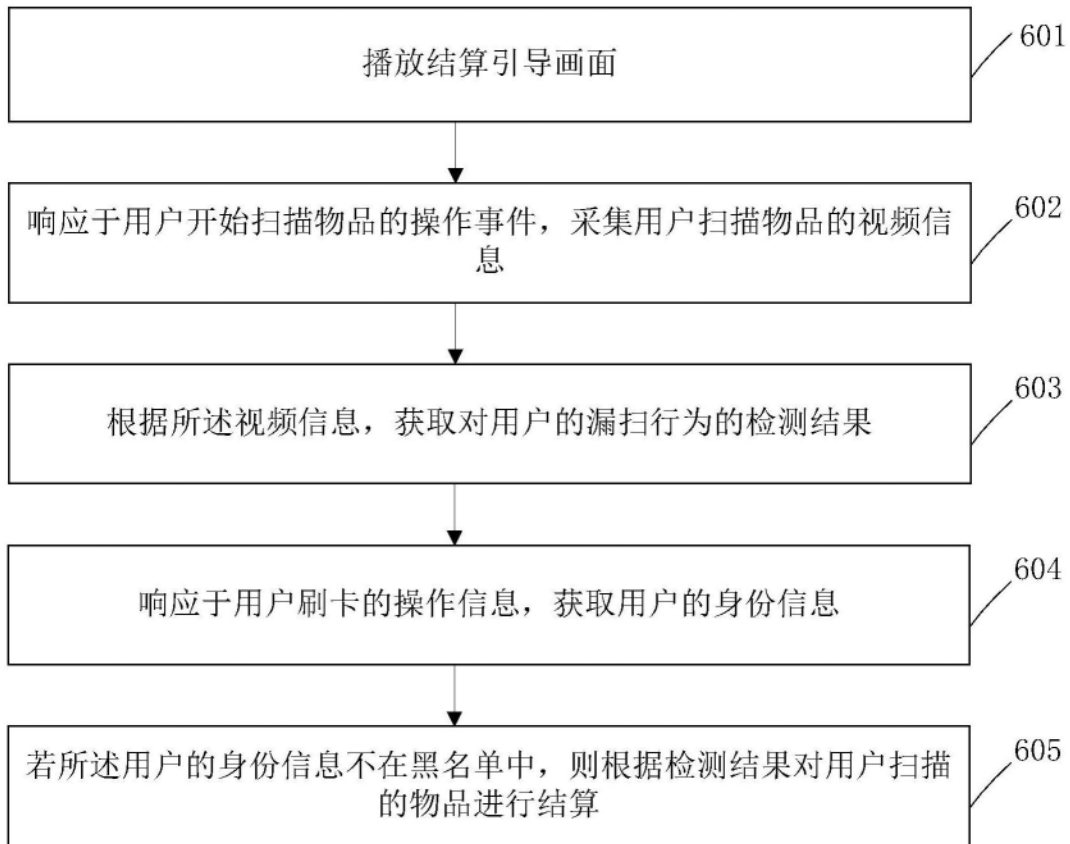 播放结算引导画面
601
响应于用户开始扫描物品的操作事件，采集用户扫描物品的视频信
息
602
根据所述视频信息，获取对用户的漏扫行为的检测结果
603
响应于用户刷卡的操作信息，获取用户的身份信息
604
若所述用户的身份信息不在黑名单中，则根据检测结果对用户扫描
的物品进行结算
605